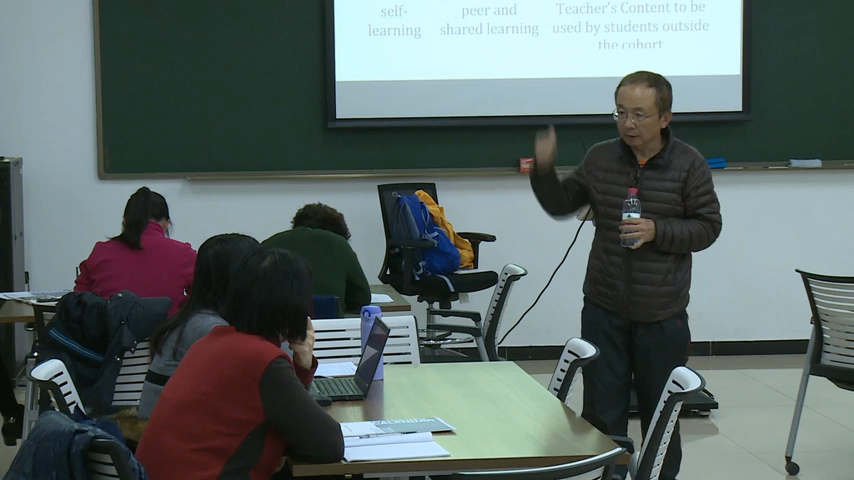 self-
learning
peer and
shared learning
Teacher's Content to be
used by students outside
the cohort